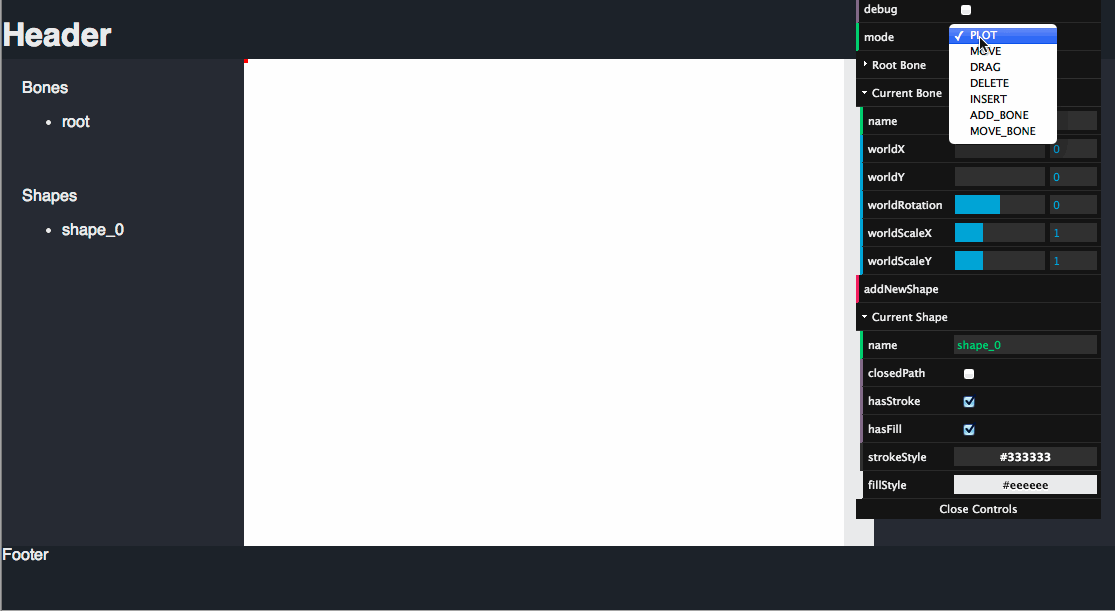 Header
Bones
root
Shapes
shape_0
Footer
debug
mode
PLOT
MOVE
DRAG
DELETE
INSERT
ADD_BONE
MOVE_BONE
Root Bone
Current Bone
name
worldX 0
worldY 0
worldRotation 0
worldScaleX 1
worldScaleY 1
addNewShape
Current Shape
name shape_0
closedPath
hasStroke
hasFill
strokeStyle #333333
fillStyle #eeeeee
Close Controls